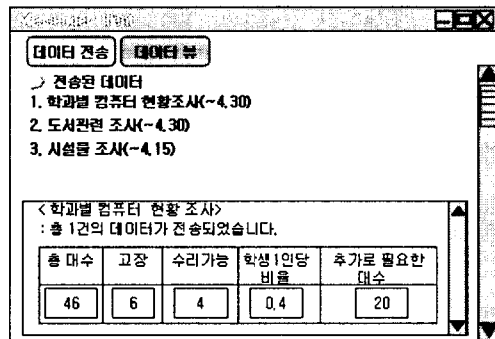 데이터 전송 데이터 뷰
전송된 데이터
1. 학과별 컴퓨터 현황조사(~4.30)
2. 도서관련 조사(~4.30)
3. 시설물 조사(~4.15)
<학과별 컴퓨터 현황 조사>
: 총 1건의 데이터가 전송되었습니다.
총 대수 고장 수리가능 학생1인당 비율 추가로 필요한 대수
46 6 4 0.4 20